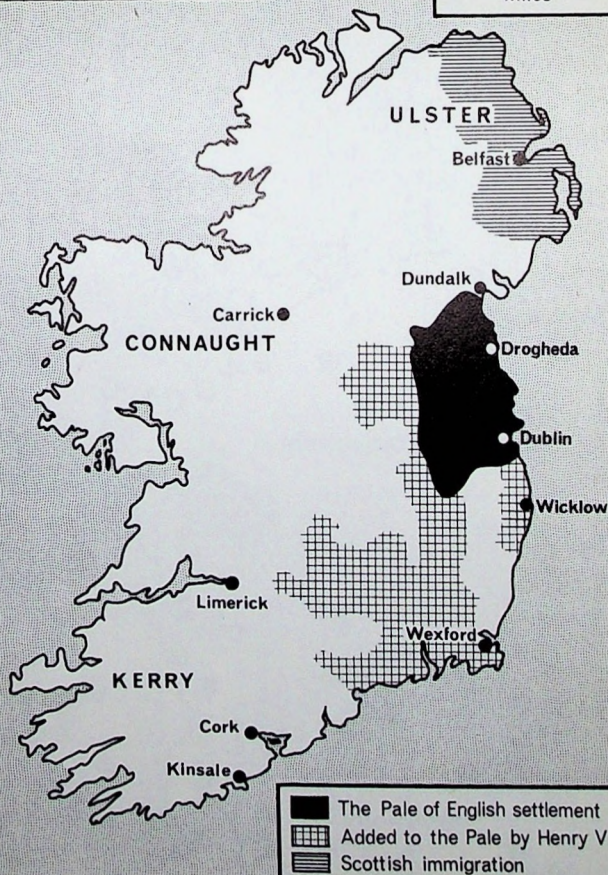 ULSTER
Belfast
Dundalk
Carrick
CONNAUGHT
Drogheda
Dublin
Wicklow
Limerick
Wexford
KERRY
Cork
Kinsale
The Pale of English settlement
Added to the Pale by Henry V
Scottish immigration